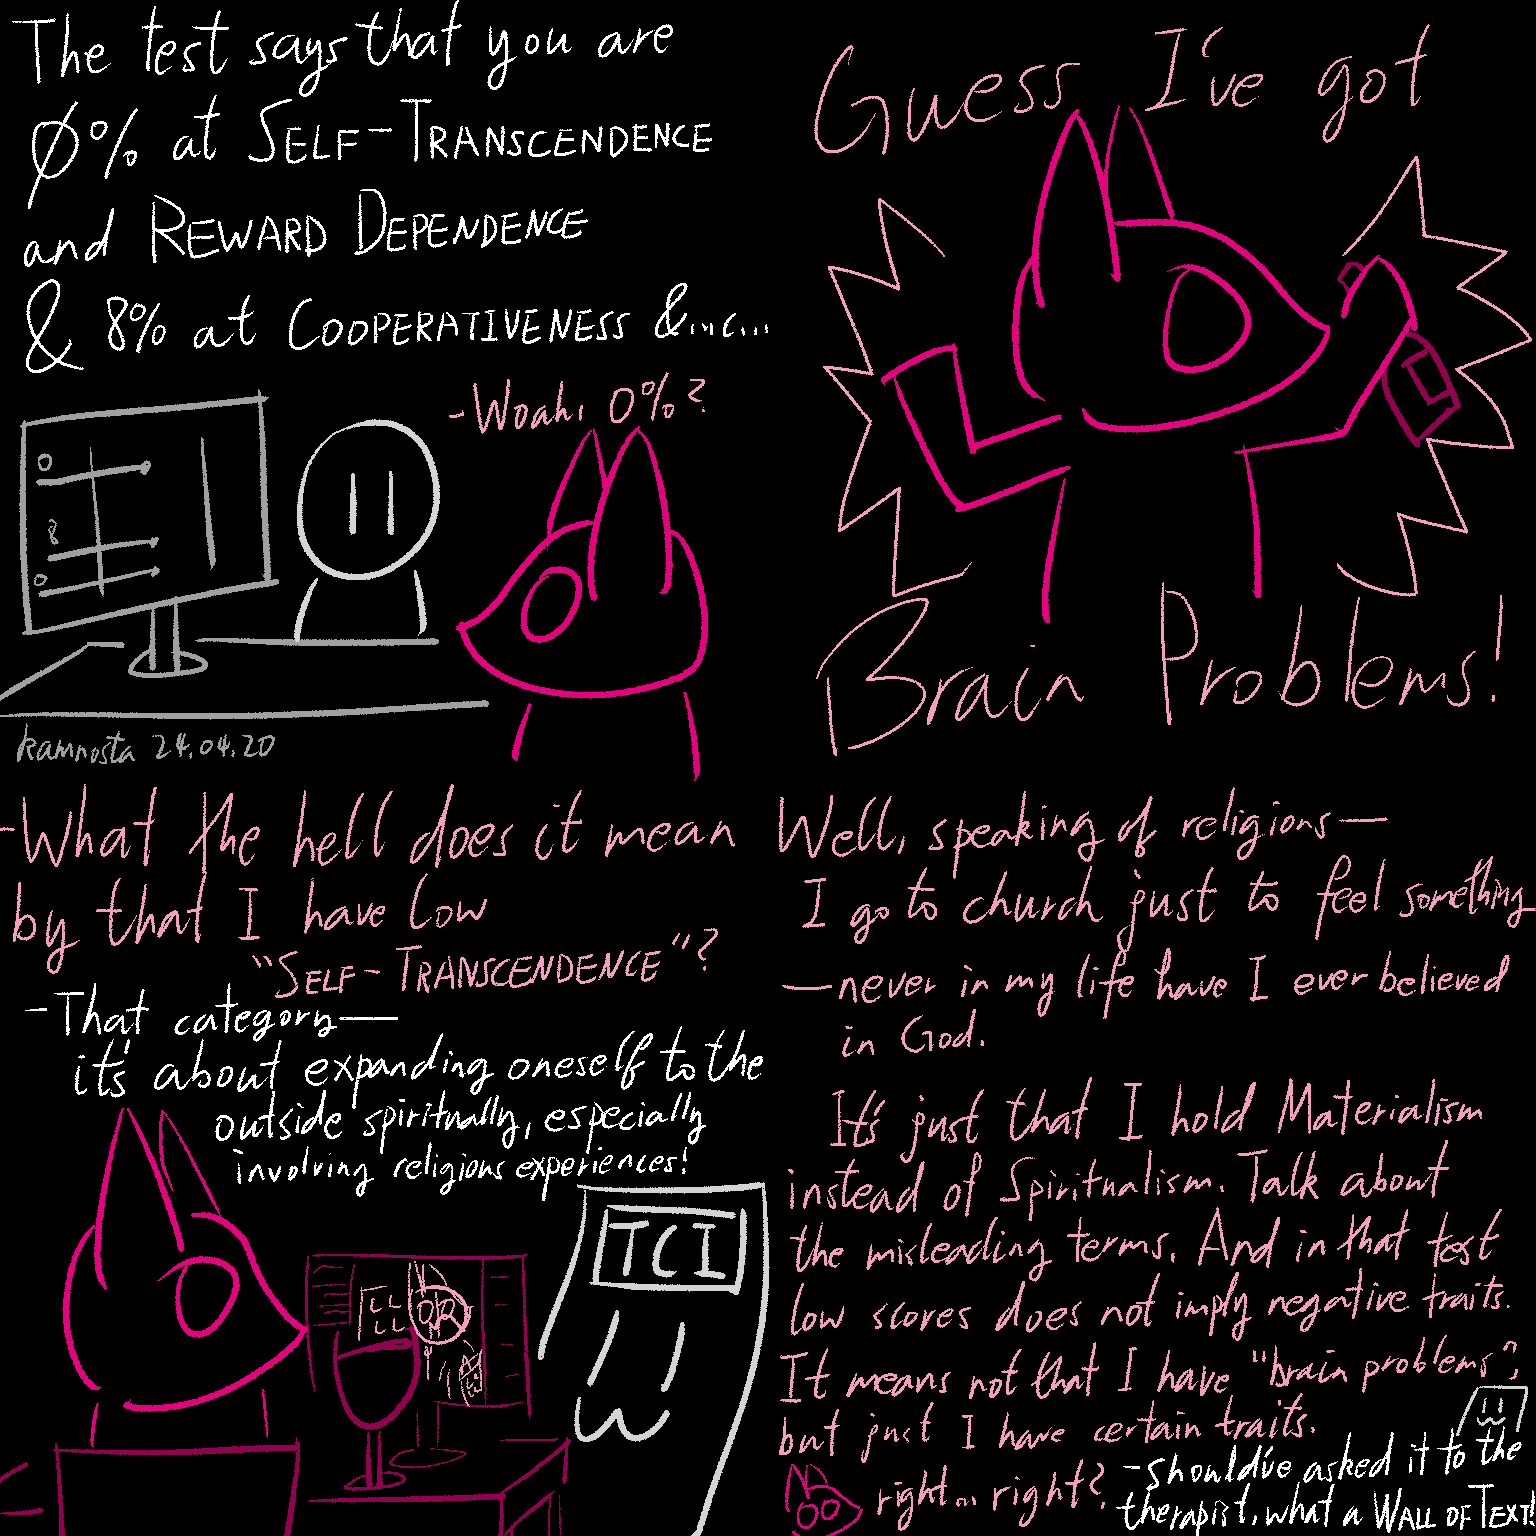 The test says that you are
0% at SELF-TRANSCENDENCE
and REWARD DEPENDENCE
& 8% at COOPERATIVENESS &...nc...
-Woah, 0%?
0
8
0
kamnosta 24.04.20
Guess I've got
Brain Problems!
-What the hell does it mean
by that I have low
"SELF-TRANSCENDENCE"?
-That category—
it's about expanding oneself to the
outside spiritually, especially
involving religious experiences!
TCI
Well, speaking of religions—
I go to church just to feel something
—never in my life have I ever believed
in God.
It's just that I hold Materialism
instead of Spiritualism. Talk about
the misleading terms. And in that test
low scores does not imply negative traits.
It means not that I have "brain problems",
but just I have certain traits.
right... right?
-should've asked it to the
therapist, what a WALL OF TEXT!